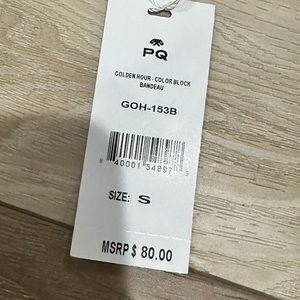 PQ
GOLDEN HOUR - COLOR BLOCK
BANDEAU
GOH-153B
SIZE: S
MSRP $ 80.00